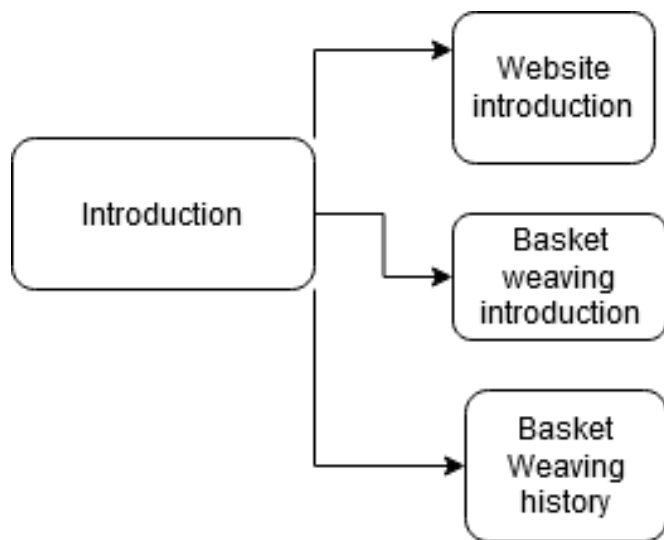 Website
introduction
Introduction
Basket
weaving
introduction
Basket
Weaving
history